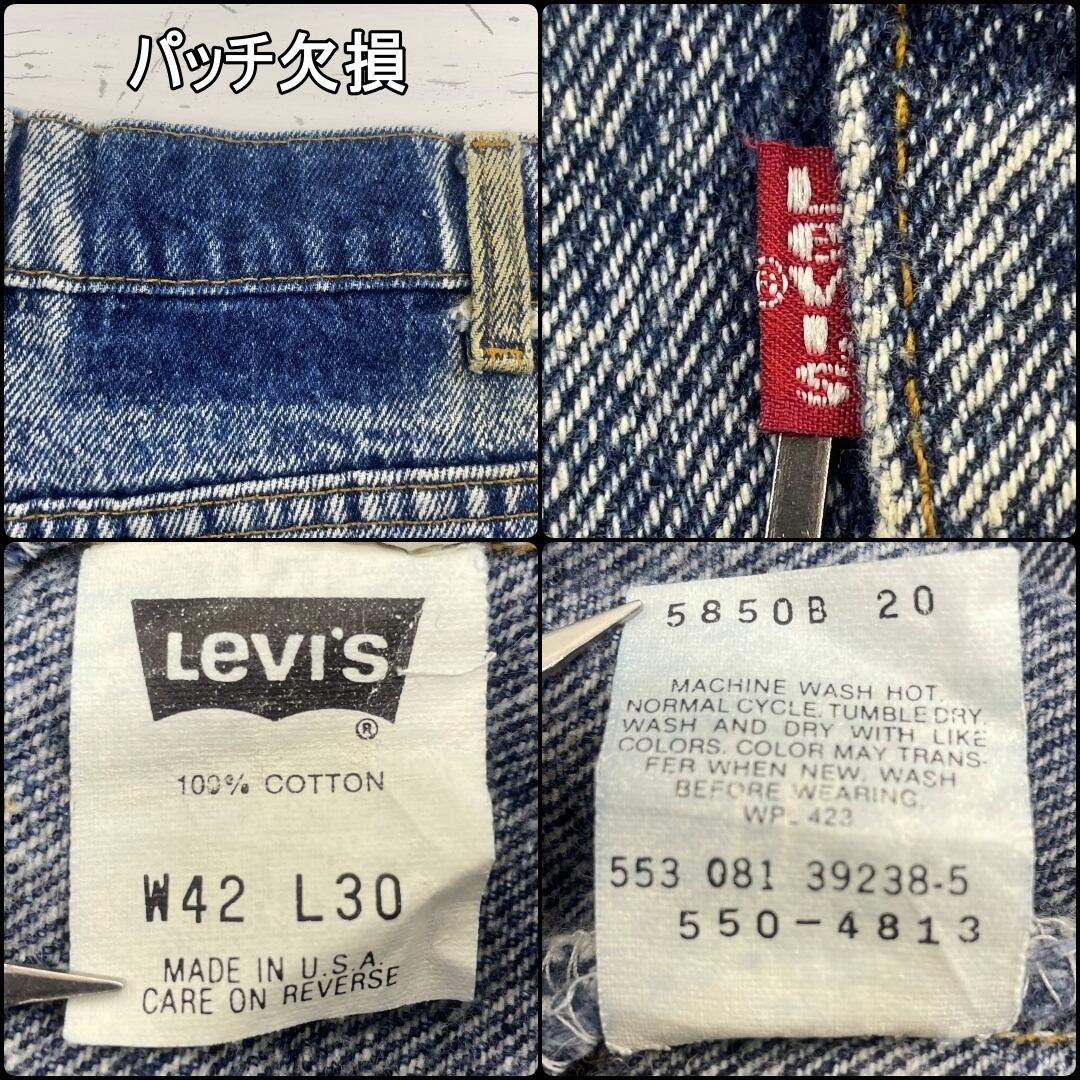 パッチ欠損
LEVI'S
®
Levi's
®
100% COTTON
W42 L30
MADE IN U.S.A.
CARE ON REVERSE
5850B 20
MACHINE WASH HOT,
NORMAL CYCLE. TUMBLE DRY.
WASH AND DRY WITH LIKE
COLORS. COLOR MAY TRANS-
FER WHEN NEW. WASH
BEFORE WEARING.
WPL 423
553 081 39238-5
550-4813